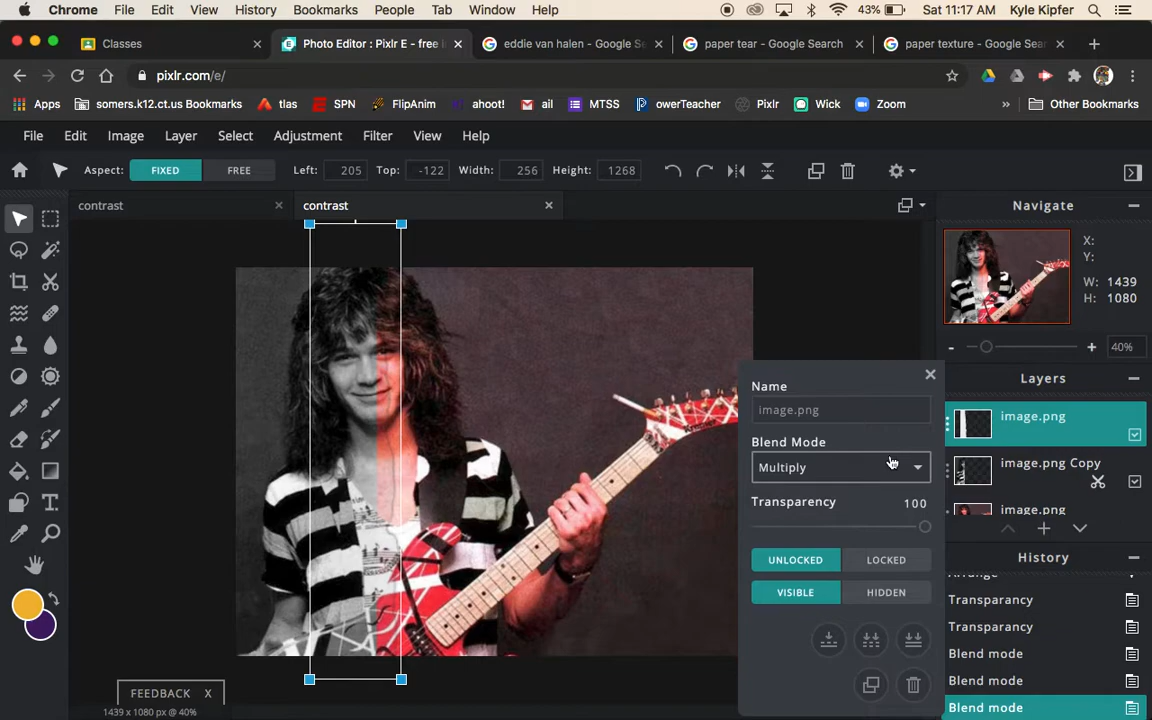 Chrome File Edit View History Bookmarks People Tab Window Help 43% Sat 11:17 AM Kyle Kipfer
Classes Photo Editor : Pixlr E - free i eddie van halen - Google Se paper tear - Google Search paper texture - Google Sea
pixlr.com/e/
Apps somers.k12.ct.us Bookmarks tlas SPN FlipAnim ahoot! ail MTSS owerTeacher Pixlr Wick Zoom » Other Bookmarks
File Edit Image Layer Select Adjustment Filter View Help
Aspect: FIXED FREE Left: 205 Top: -122 Width: 256 Height: 1268
contrast contrast Navigate
X:
Y:
W: 1439
H: 1080
40%
Name Layers
image.png image.png
Blend Mode
Multiply image.png Copy
Transparency 100 image.png
UNLOCKED LOCKED History
Arrange
VISIBLE HIDDEN Transparancy
Transparancy
Blend mode
Blend mode
Blend mode
FEEDBACK X
1439 x 1080 px @ 40%